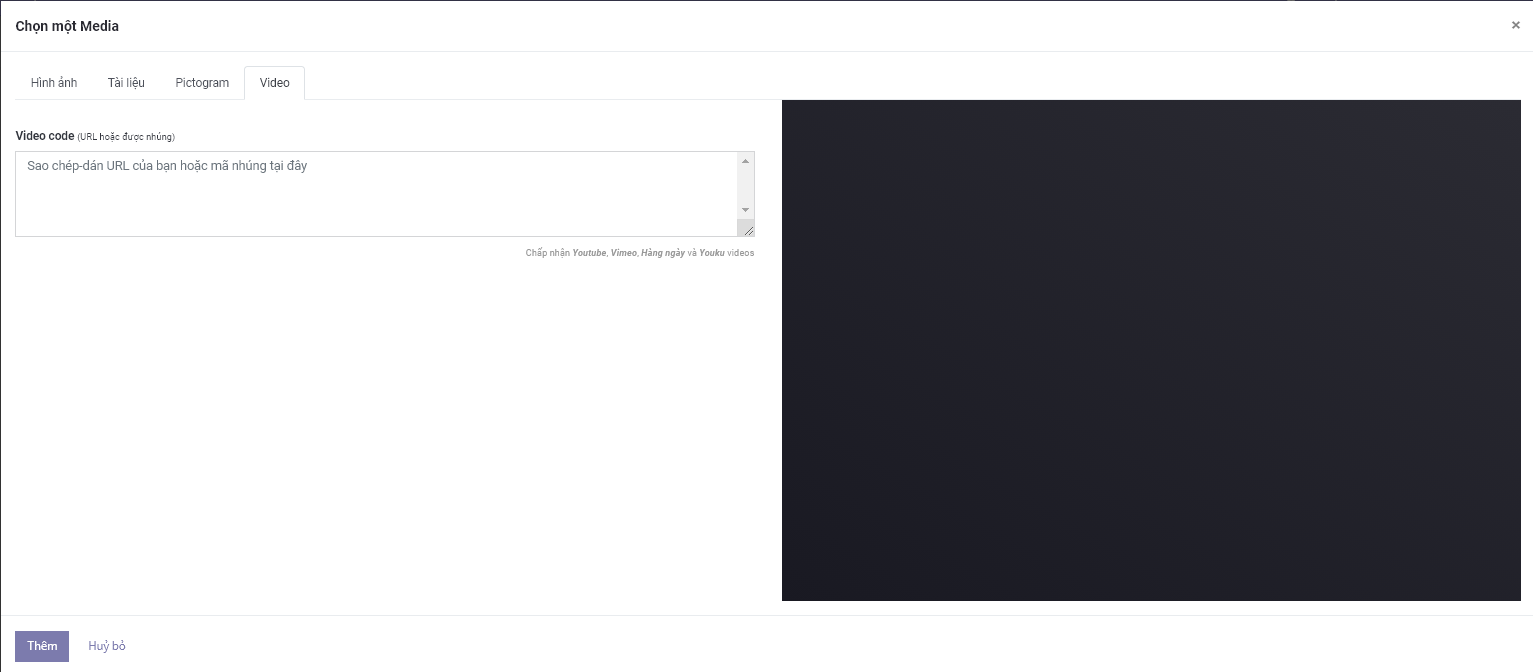 Chọn một Media
×
Hình ảnh Tài liệu Pictogram Video
Video code (URL hoặc được nhúng)
Sao chép-dán URL của bạn hoặc mã nhúng tại đây
Chấp nhận Youtube, Vimeo, Hàng ngày và Youku videos
Thêm Huỷ bỏ